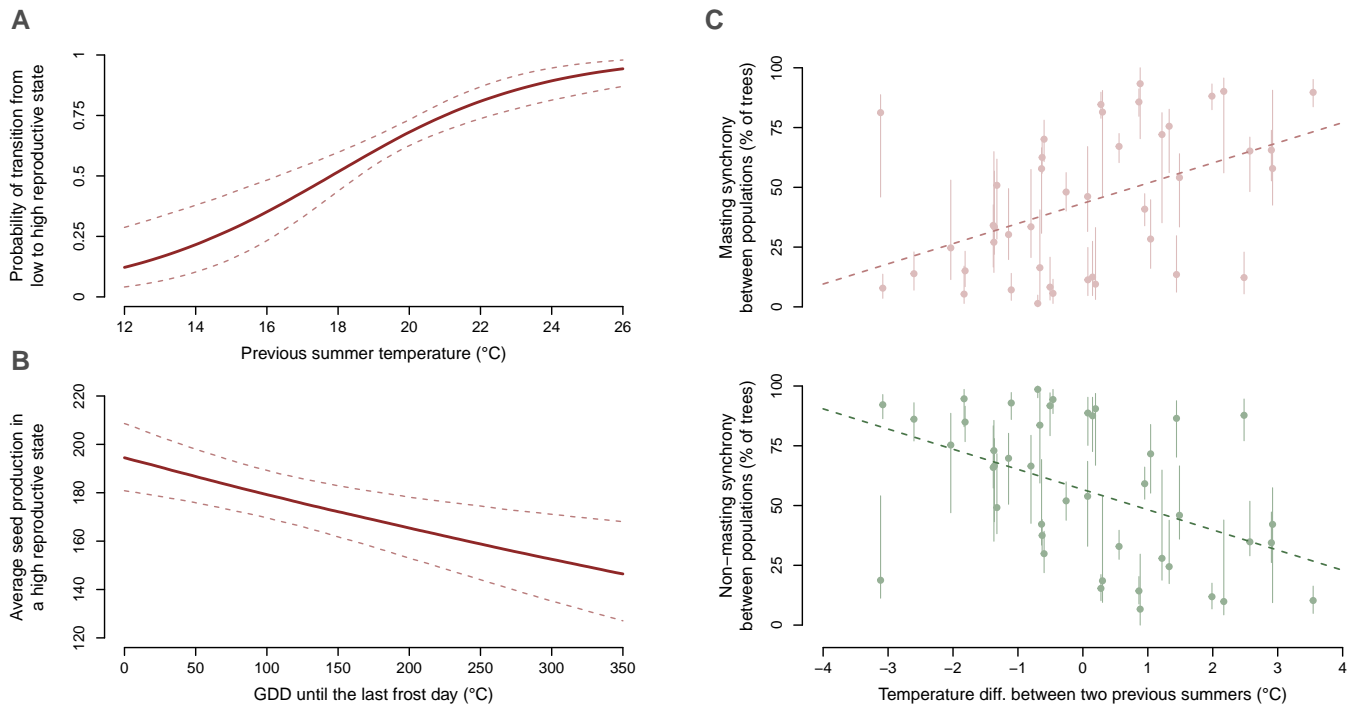 A
Probability of transition from
low to high reproductive state
1
0.75
0.5
0.25
0
12 14 16 18 20 22 24 26
Previous summer temperature (°C)
B
Average seed production in
a high reproductive state
220
200
180
160
140
120
0 50 100 150 200 250 300 350
GDD until the last frost day (°C)
C
Masting synchrony
between populations (% of trees)
100
75
50
25
0
Non−masting synchrony
between populations (% of trees)
100
75
50
25
0
−4 −3 −2 −1 0 1 2 3 4
Temperature diff. between two previous summers (°C)